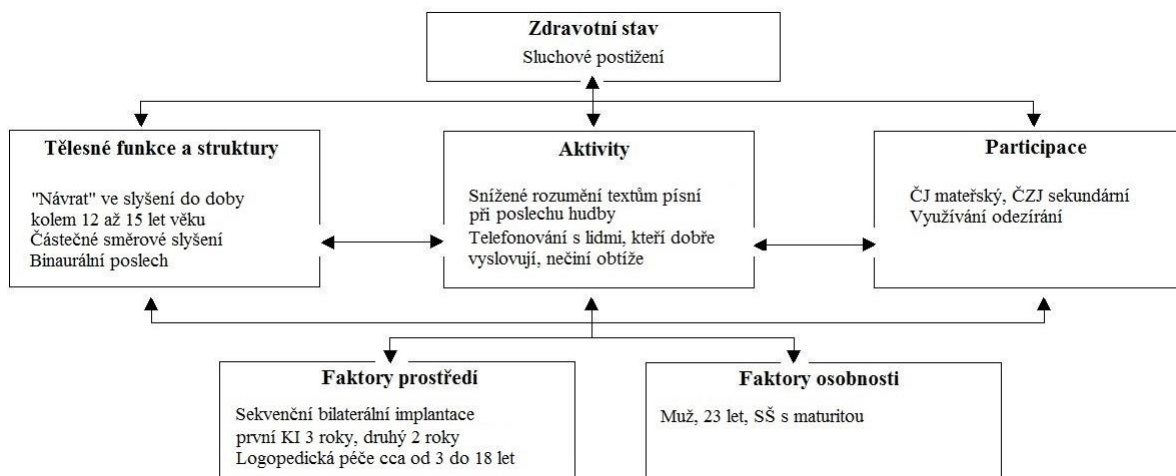 Zdravotní stav
Sluchové postižení
Tělesné funkce a struktury
"Návrat" ve slyšení do doby
kolem 12 až 15 let věku
Částečné směrové slyšení
Binaurální poslech
Aktivity
Snížené rozumění textům písní
při poslechu hudby
Telefonování s lidmi, kteří dobře
vyslovují, nečiní obtíže
Participace
ČJ mateřský, ČZJ sekundární
Využívání odezírání
Faktory prostředí
Sekvenční bilaterální implantace
první KI 3 roky, druhý 2 roky
Logopedická péče cca od 3 do 18 let
Faktory osobnosti
Muž, 23 let, SŠ s maturitou